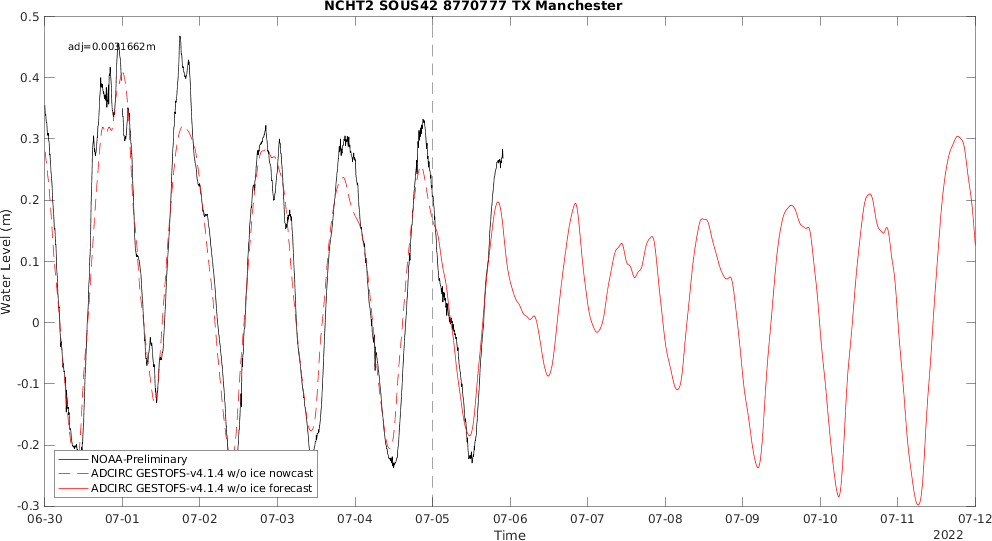 NCHT2 SOUS42 8770777 TX Manchester
adj=0.0031662m
0.5
0.4
0.3
0.2
0.1
0
-0.1
-0.2
-0.3
Water Level (m)
NOAA-Preliminary
ADCIRC GESTOFS-v4.1.4 w/o ice nowcast
ADCIRC GESTOFS-v4.1.4 w/o ice forecast
06-30 07-01 07-02 07-03 07-04 07-05 07-06 07-07 07-08 07-09 07-10 07-11 07-12
Time
2022